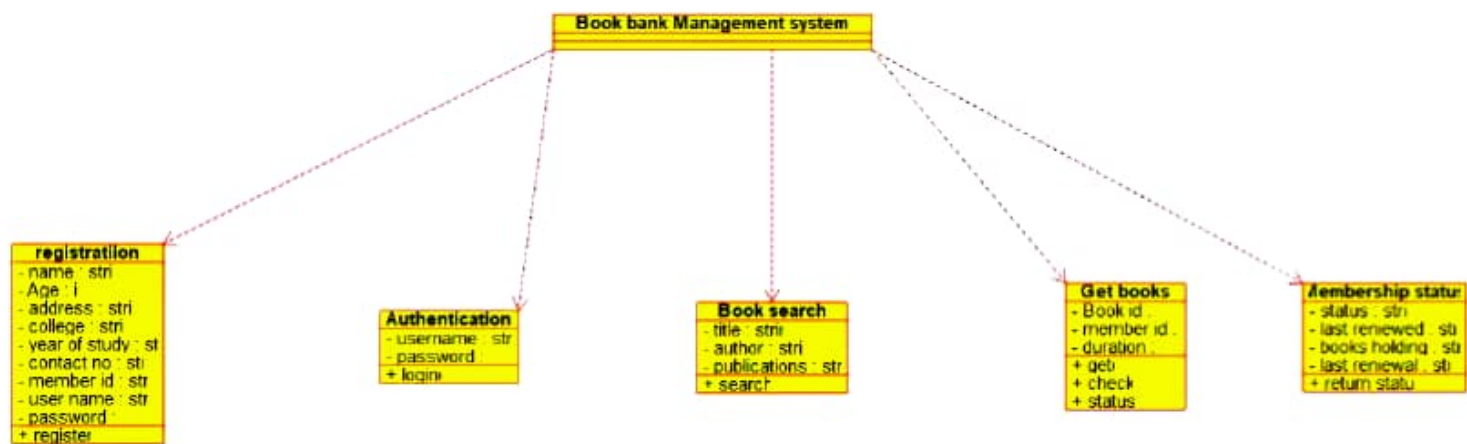 Book bank Management system
registratiion
- name : stri
- Age : i
- address : stri
- college : stri
- year of study : st
- contact no : sti
- member id : str
- user name : str
- password :
+ register
Authentication
- username : str
- password :
+ login
Book search
- title : strii
- author : stri
- publications : str
+ search
Get books
- Book id :
- member id :
- duration :
+ get
+ check
+ status
Membership status
- status : stri
- last renewed : sti
- books holding : sti
- last renewal : sti
+ return statu